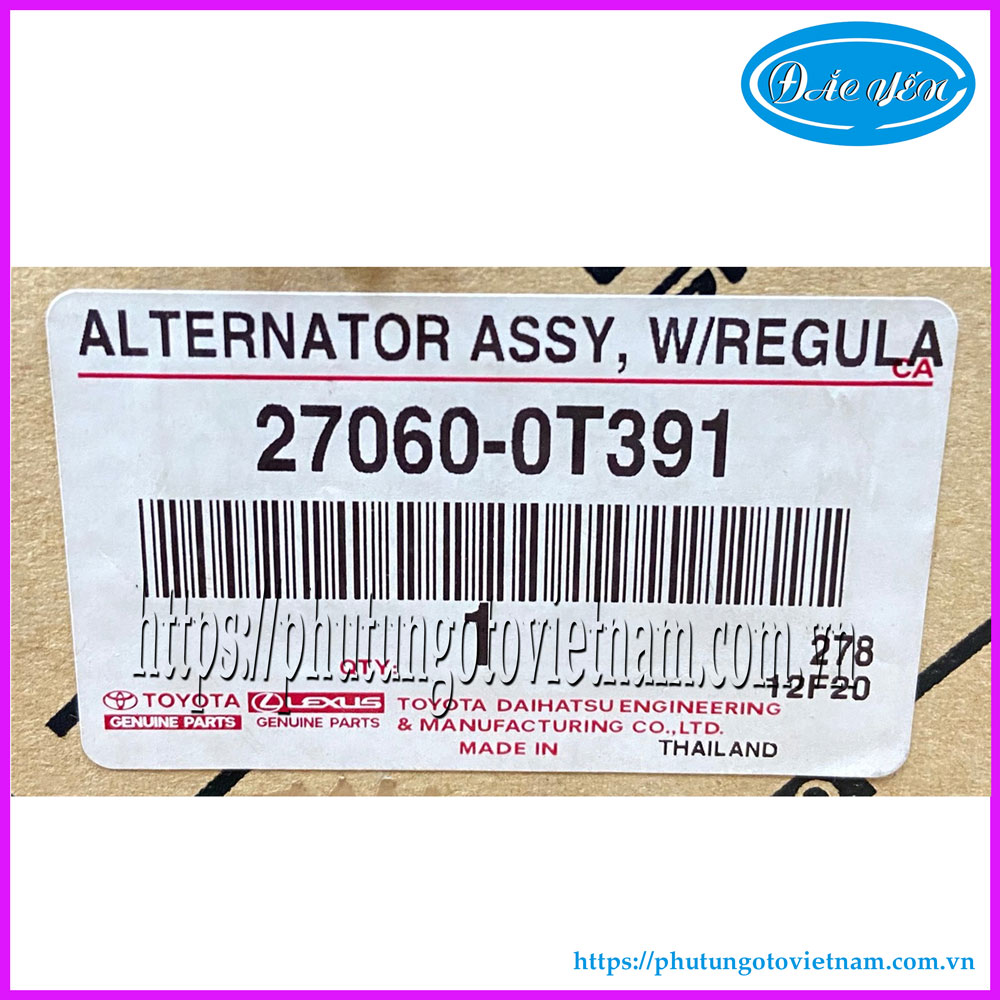 ĐẮC YẾN
ALTERNATOR ASSY, W/REGULA
CA
27060-0T391
https://phutungotovietnam.com.vn
QTY: 1
278
12F20
TOYOTA
GENUINE PARTS
LEXUS
GENUINE PARTS
TOYOTA DAIHATSU ENGINEERING
& MANUFACTURING CO., LTD.
MADE IN THAILAND
https://phutungotovietnam.com.vn